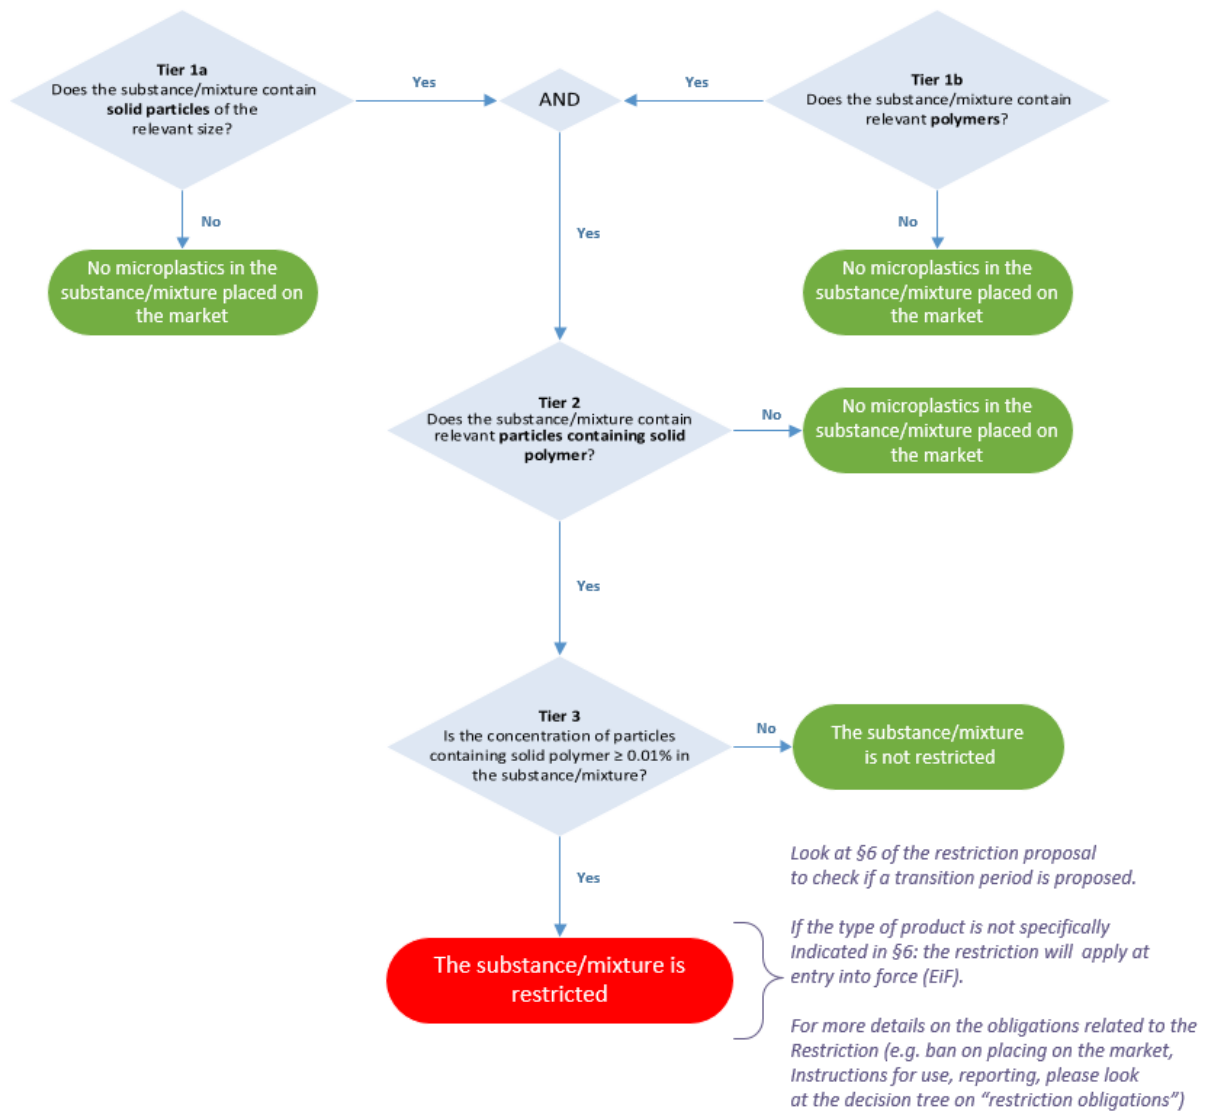 Tier 1a
Does the substance/mixture contain
solid particles of the
relevant size?
Yes
AND
Yes
Tier 1b
Does the substance/mixture contain
relevant polymers?
No
Yes
No
No microplastics in the
substance/mixture placed on
the market
No microplastics in the
substance/mixture placed on
the market
Tier 2
Does the substance/mixture contain
relevant particles containing solid
polymer?
No
No microplastics in the
substance/mixture placed on
the market
Yes
Tier 3
Is the concentration of particles
containing solid polymer ≥ 0.01% in
the substance/mixture?
No
The substance/mixture
is not restricted
Yes
The substance/mixture is
restricted
Look at §6 of the restriction proposal
to check if a transition period is proposed.
If the type of product is not specifically
Indicated in §6: the restriction will apply at
entry into force (EiF).
For more details on the obligations related to the
Restriction (e.g. ban on placing on the market,
Instructions for use, reporting, please look
at the decision tree on “restriction obligations”)